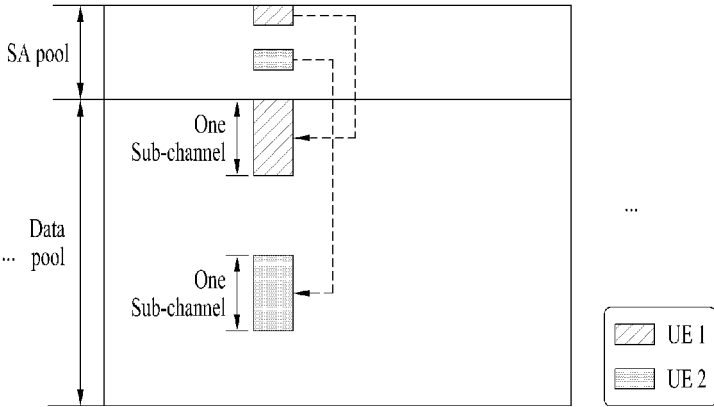 SA pool
One
Sub-channel
Data
pool
...
...
One
Sub-channel
UE 1
UE 2